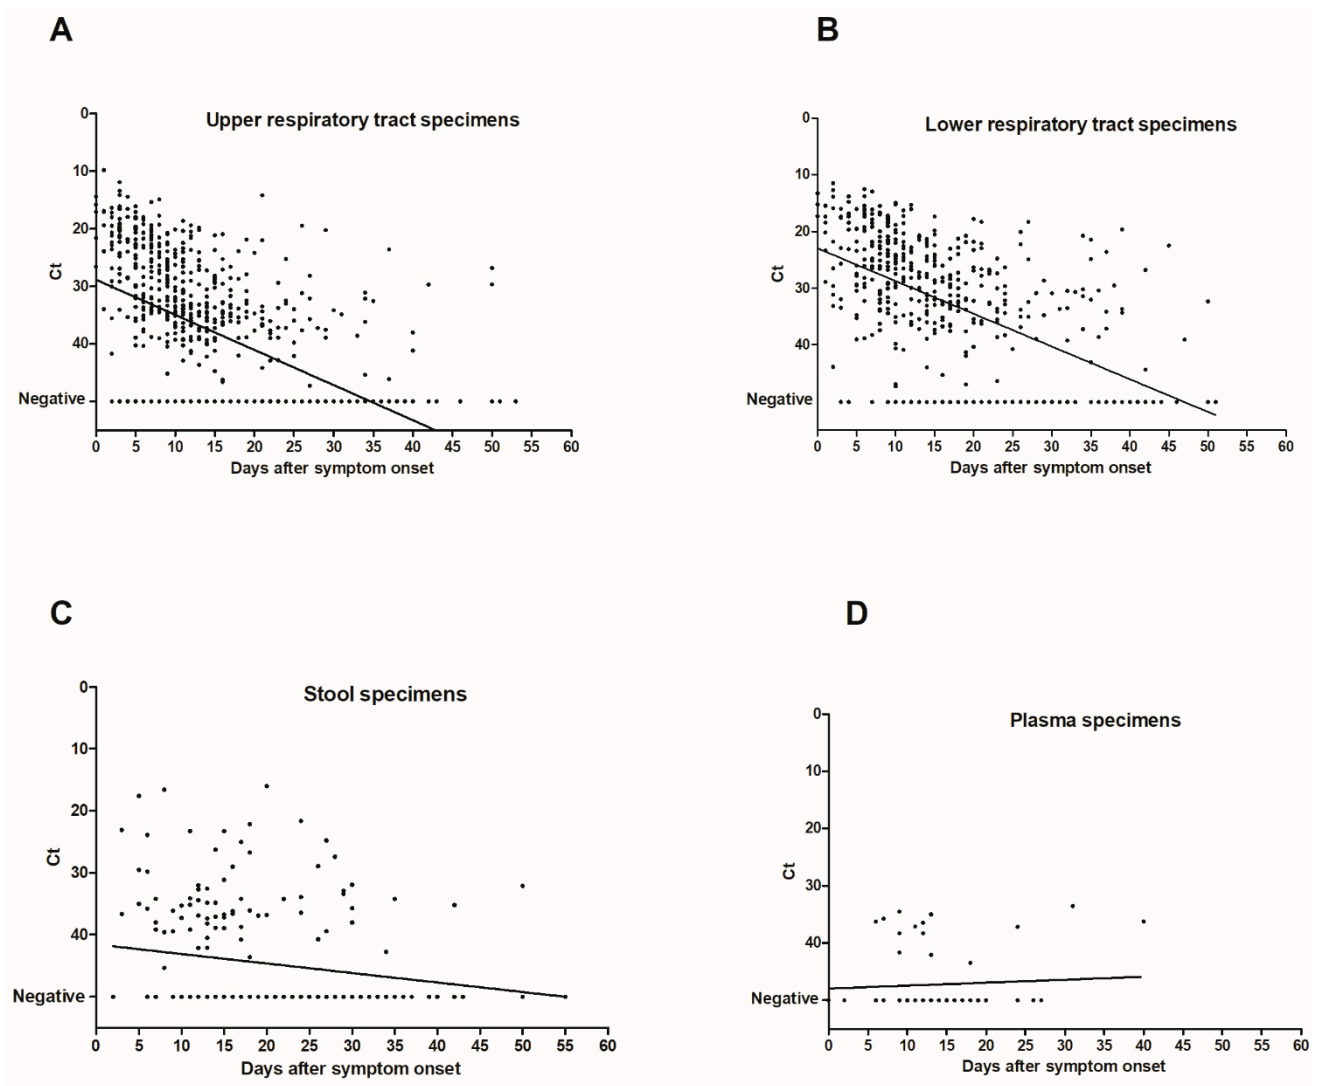 A
Upper respiratory tract specimens
0
10
20
30
40
Negative
Ct
0 5 10 15 20 25 30 35 40 45 50 55 60
Days after symptom onset
B
Lower respiratory tract specimens
0
10
20
30
40
Negative
Ct
0 5 10 15 20 25 30 35 40 45 50 55 60
Days after symptom onset
C
Stool specimens
0
10
20
30
40
Negative
Ct
0 5 10 15 20 25 30 35 40 45 50 55 60
Days after symptom onset
D
Plasma specimens
0
10
20
30
40
Negative
Ct
0 5 10 15 20 25 30 35 40 45 50 55 60
Days after symptom onset